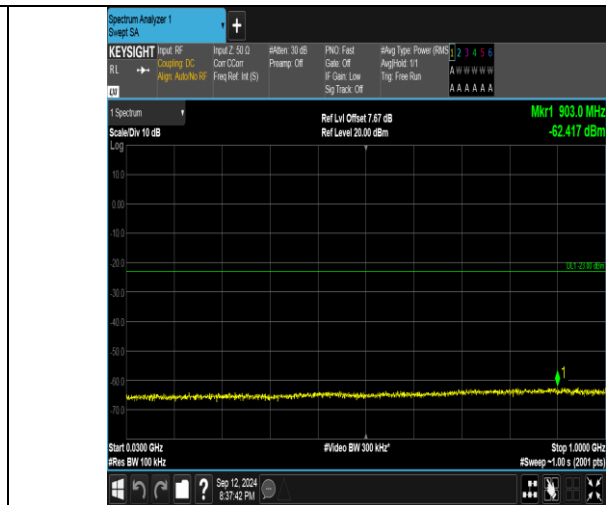 Spectrum Analyzer 1
Swept SA
+
KEYSIGHT Input: RF Input Z: 50 Ω #Atten: 30 dB PNO: Fast #Avg Type: Power (RMS 1 2 3 4 5 6
RL Coupling: DC Corr CCorr Preamp: Off Gate: Off Avg|Hold: 1/1 A W W W W W
Align: Auto/No RF Freq Ref: Int (S) IF Gain: Low Trig: Free Run
Sig Track: Off A A A A A A
LXI
1 Spectrum Ref Lvl Offset 7.67 dB Mkr1 903.0 MHz
Scale/Div 10 dB Ref Level 20.00 dBm -62.417 dBm
Log
10.0
0.00
-10.0
-20.0
DL1 -23.00 dBm
-30.0
-40.0
-50.0
1
-60.0
-70.0
Start 0.0300 GHz #Video BW 300 kHz* Stop 1.0000 GHz
#Res BW 100 kHz #Sweep ~1.00 s (2001 pts)
? Sep 12, 2024
8:37:42 PM